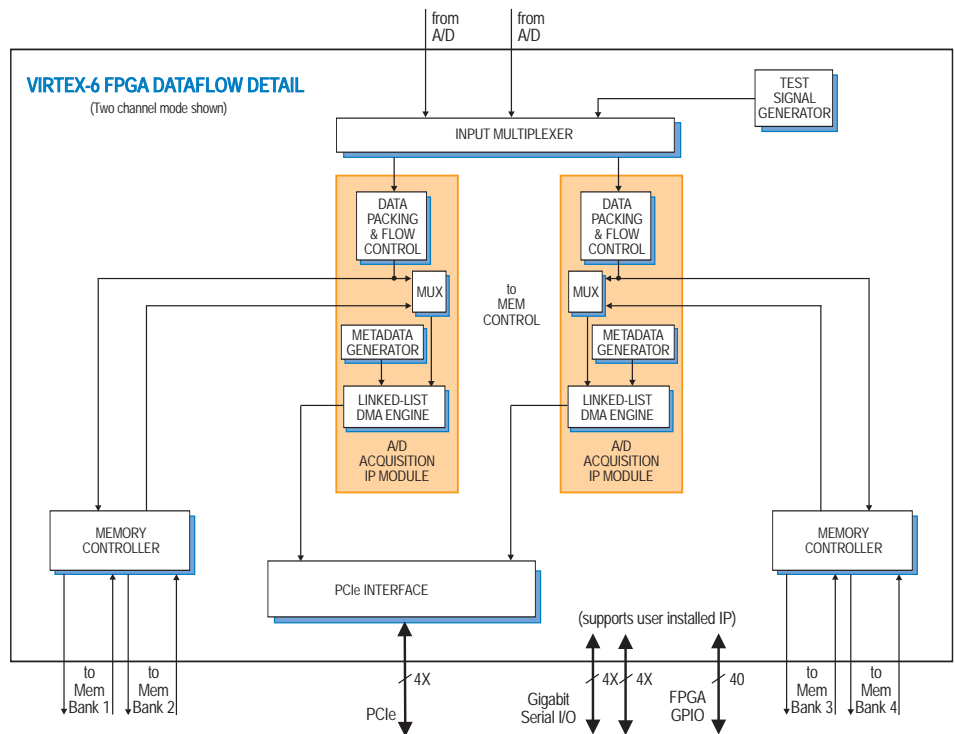 from
A/D
from
A/D
VIRTEX-6 FPGA DATAFLOW DETAIL
(Two channel mode shown)
TEST
SIGNAL
GENERATOR
INPUT MULTIPLEXER
DATA
PACKING
& FLOW
CONTROL
DATA
PACKING
& FLOW
CONTROL
MUX
to
MEM
CONTROL
MUX
METADATA
GENERATOR
METADATA
GENERATOR
LINKED-LIST
DMA ENGINE
LINKED-LIST
DMA ENGINE
A/D
ACQUISITION
IP MODULE
A/D
ACQUISITION
IP MODULE
MEMORY
CONTROLLER
MEMORY
CONTROLLER
PCIe INTERFACE
(supports user installed IP)
to
Mem
Bank 1
to
Mem
Bank 2
4X
PCIe
4X
4X
Gigabit
Serial I/O
40
FPGA
GPIO
to
Mem
Bank 3
to
Mem
Bank 4